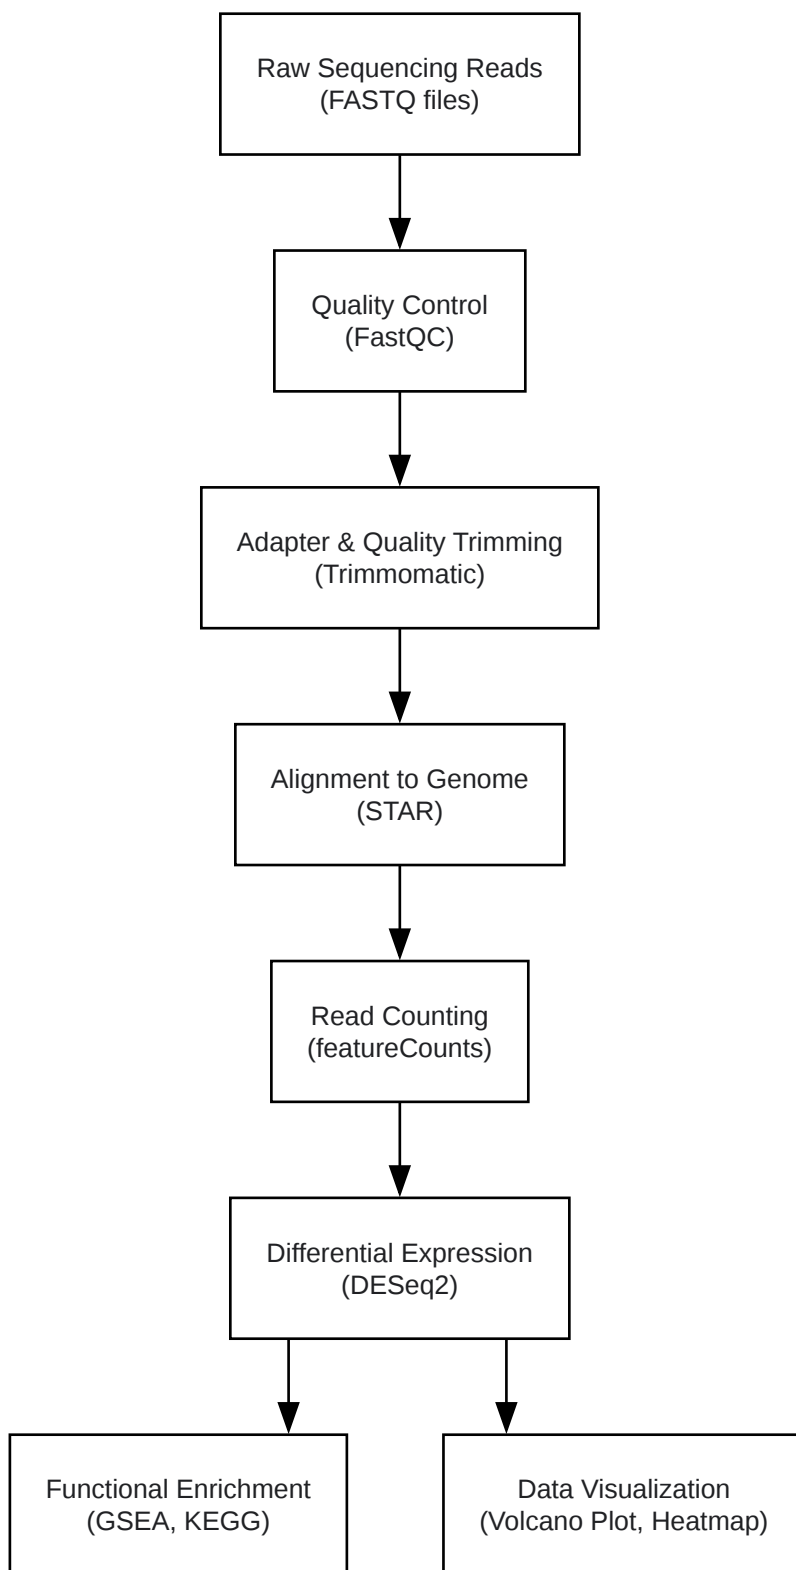 Raw Sequencing Reads
(FASTQ files)
Quality Control
(FastQC)
Adapter & Quality Trimming
(Trimmomatic)
Alignment to Genome
(STAR)
Read Counting
(featureCounts)
Differential Expression
(DESeq2)
Functional Enrichment
(GSEA, KEGG)
Data Visualization
(Volcano Plot, Heatmap)